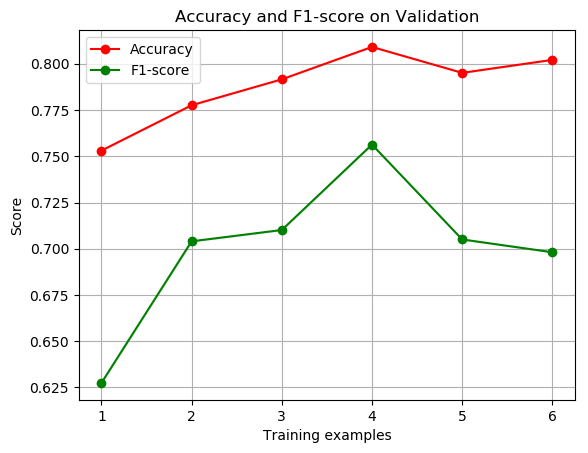 Accuracy and F1-score on Validation
Accuracy
F1-score
0.800
0.775
0.750
0.725
0.700
0.675
0.650
0.625
Score
1 2 3 4 5 6
Training examples